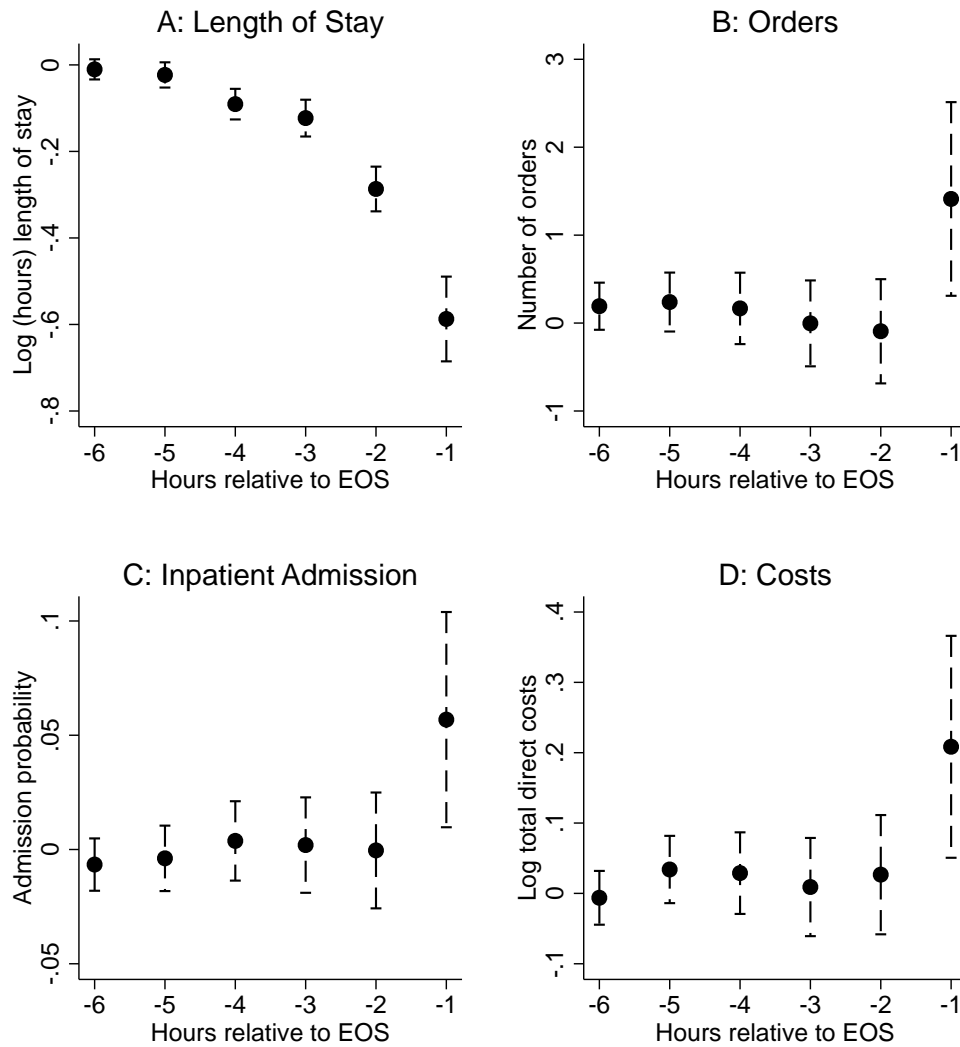 A: Length of Stay
Log (hours) length of stay
0
-.2
-.4
-.6
-.8
-6 -5 -4 -3 -2 -1
Hours relative to EOS
B: Orders
Number of orders
3
2
1
0
-1
-6 -5 -4 -3 -2 -1
Hours relative to EOS
C: Inpatient Admission
Admission probability
.1
.05
0
-.05
-6 -5 -4 -3 -2 -1
Hours relative to EOS
D: Costs
Log total direct costs
.4
.3
.2
.1
0
-.1
-6 -5 -4 -3 -2 -1
Hours relative to EOS